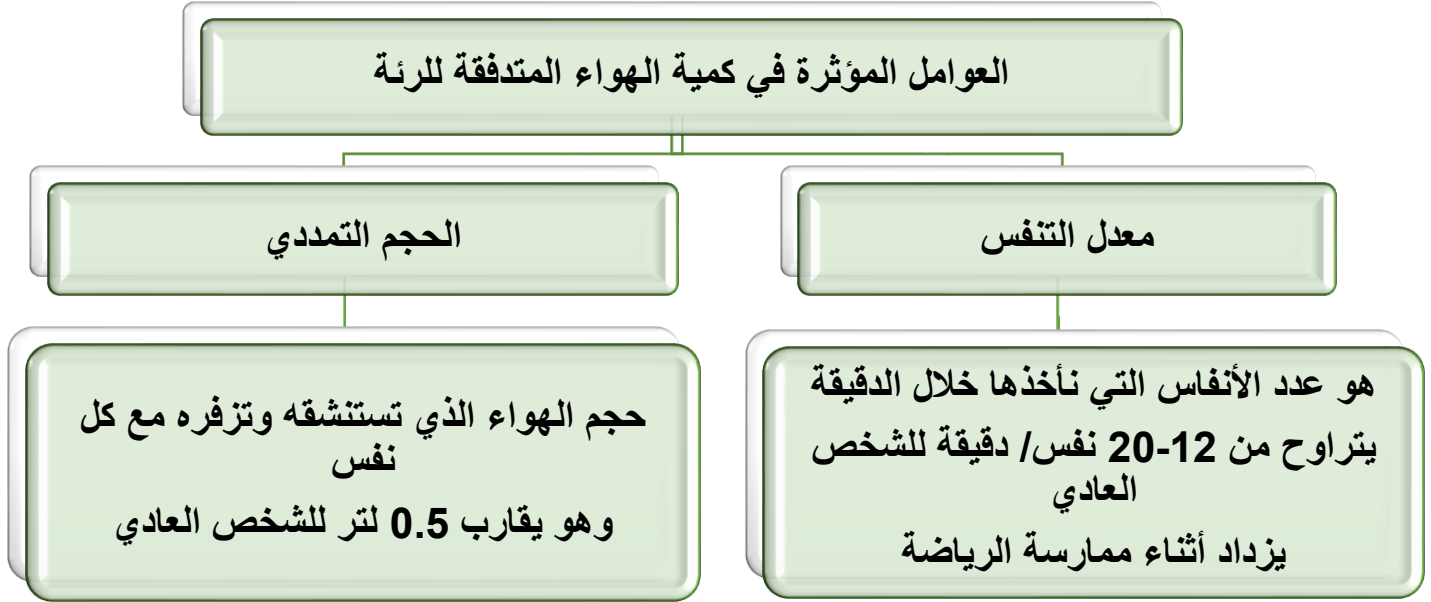 العوامل المؤثرة في كمية الهواء المتدفقة للرئة
معدل التنفس
هو عدد الأنفاس التي نأخذها خلال الدقيقة
يتراوح من 12-20 نفس/ دقيقة للشخص
العادي
يزداد أثناء ممارسة الرياضة
الحجم التمددي
حجم الهواء الذي تستنشقه وتزفره مع كل
نفس
وهو يقارب 0.5 لتر للشخص العادي